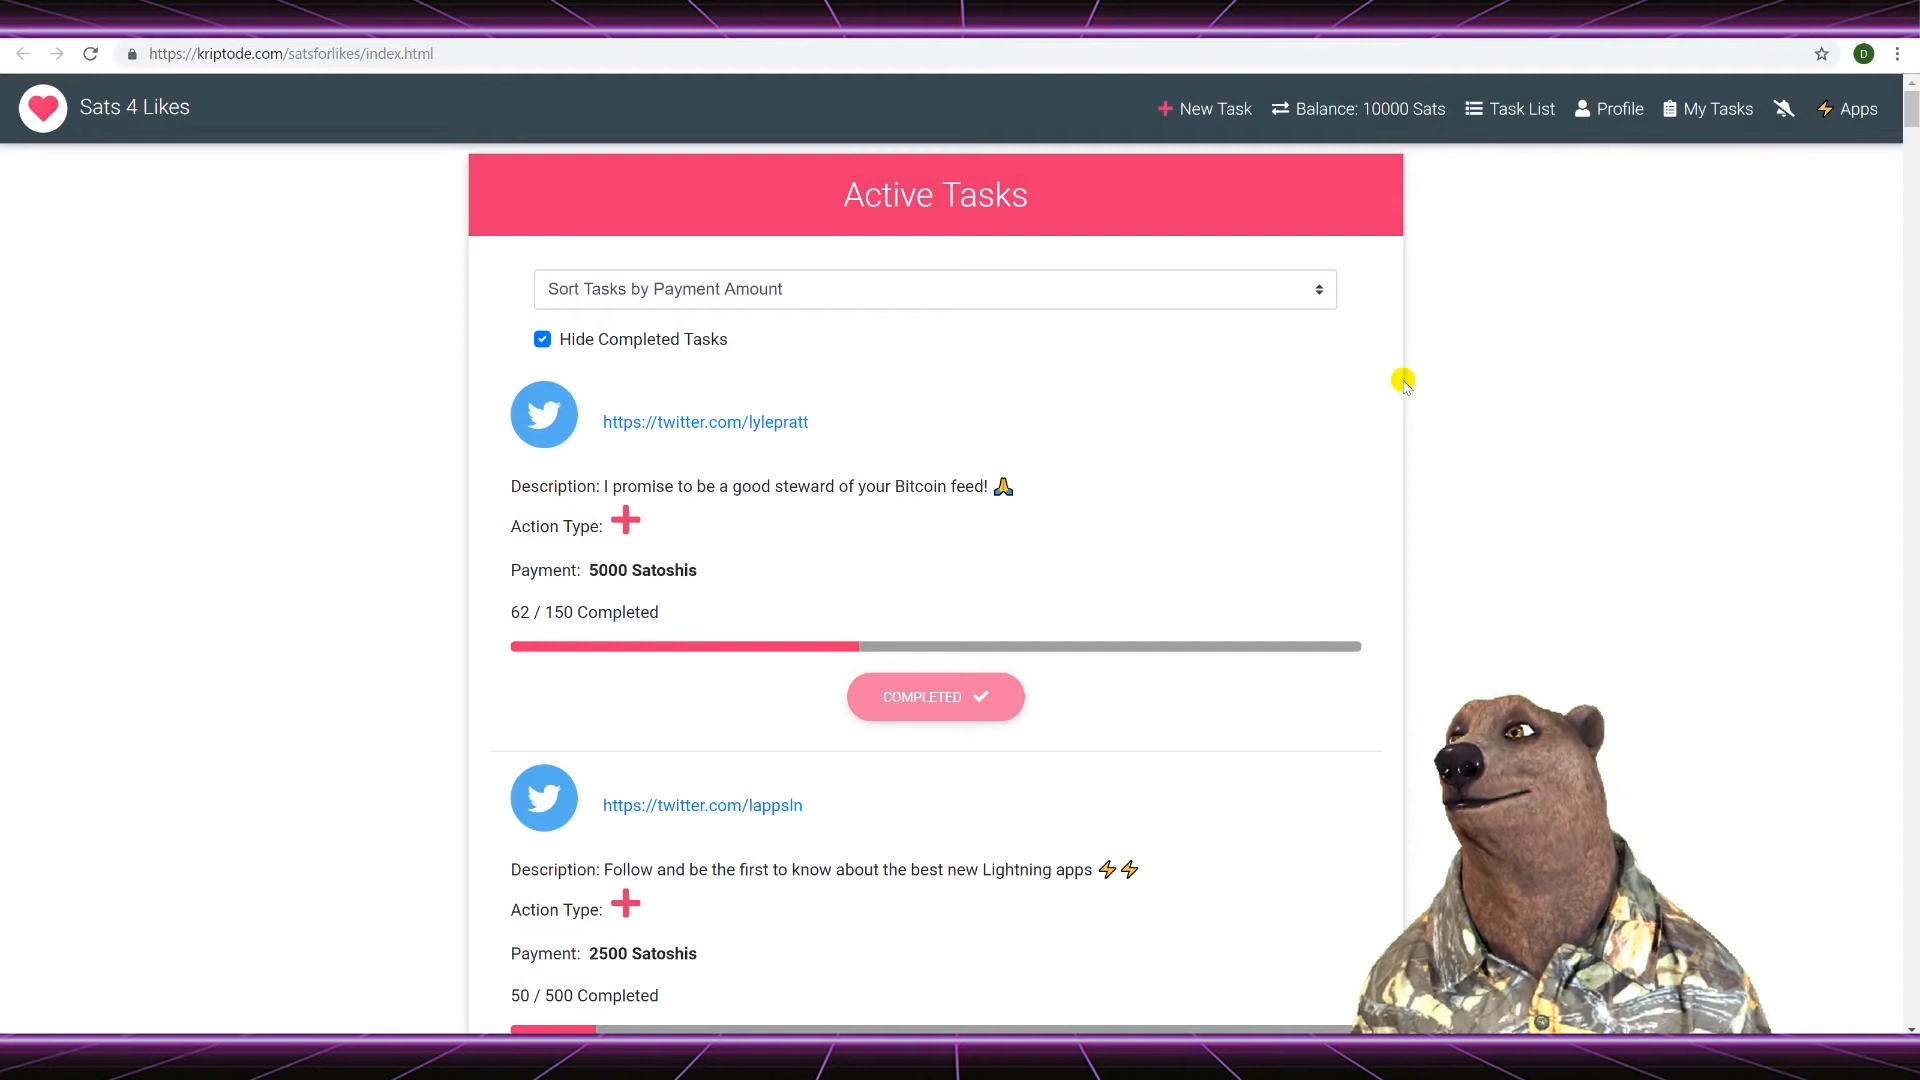 https://kriptode.com/satsforlikes/index.html
D
Sats 4 Likes
New Task
Balance: 10000 Sats
Task List
Profile
My Tasks
Apps
Active Tasks
Sort Tasks by Payment Amount
Hide Completed Tasks
https://twitter.com/lylepratt
Description: I promise to be a good steward of your Bitcoin feed! 🙏
Action Type:
Payment: 5000 Satoshis
62 / 150 Completed
COMPLETED
https://twitter.com/lappsln
Description: Follow and be the first to know about the best new Lightning apps ⚡⚡
Action Type:
Payment: 2500 Satoshis
50 / 500 Completed